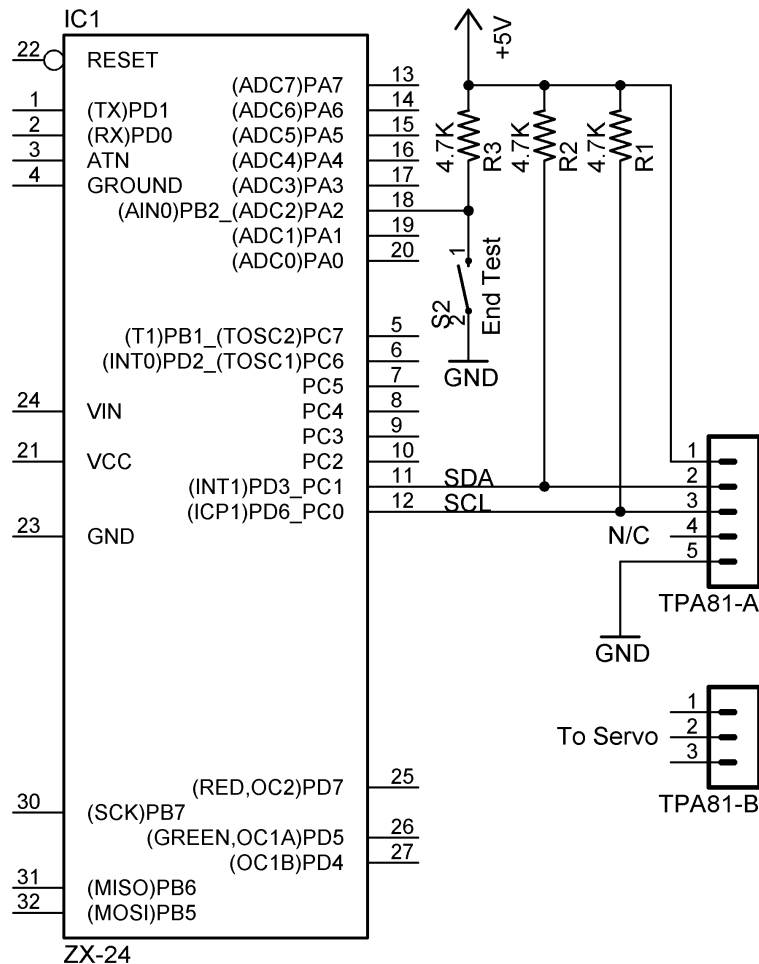 IC1
+5V
22 RESET
(ADC7)PA7 13
1 (TX)PD1
(ADC6)PA6 14
2 (RX)PD0
(ADC5)PA5 15
3 ATN
(ADC4)PA4 16
4 GROUND
(ADC3)PA3 17
(AIN0)PB2_(ADC2)PA2 18
(ADC1)PA1 19
(ADC0)PA0 20
4.7K R3
4.7K R2
4.7K R1
1
S2
2
End Test
GND
(T1)PB1_(TOSC2)PC7 5
(INT0)PD2_(TOSC1)PC6 6
PC5 7
24 VIN
PC4 8
PC3 9
21 VCC
PC2 10
(INT1)PD3_PC1 11 SDA
(ICP1)PD6_PC0 12 SCL
23 GND
1
2
3
N/C 4
5
TPA81-A
GND
1
To Servo 2
3
TPA81-B
(RED,OC2)PD7 25
30 (SCK)PB7
(GREEN,OC1A)PD5 26
(OC1B)PD4 27
31 (MISO)PB6
32 (MOSI)PB5
ZX-24